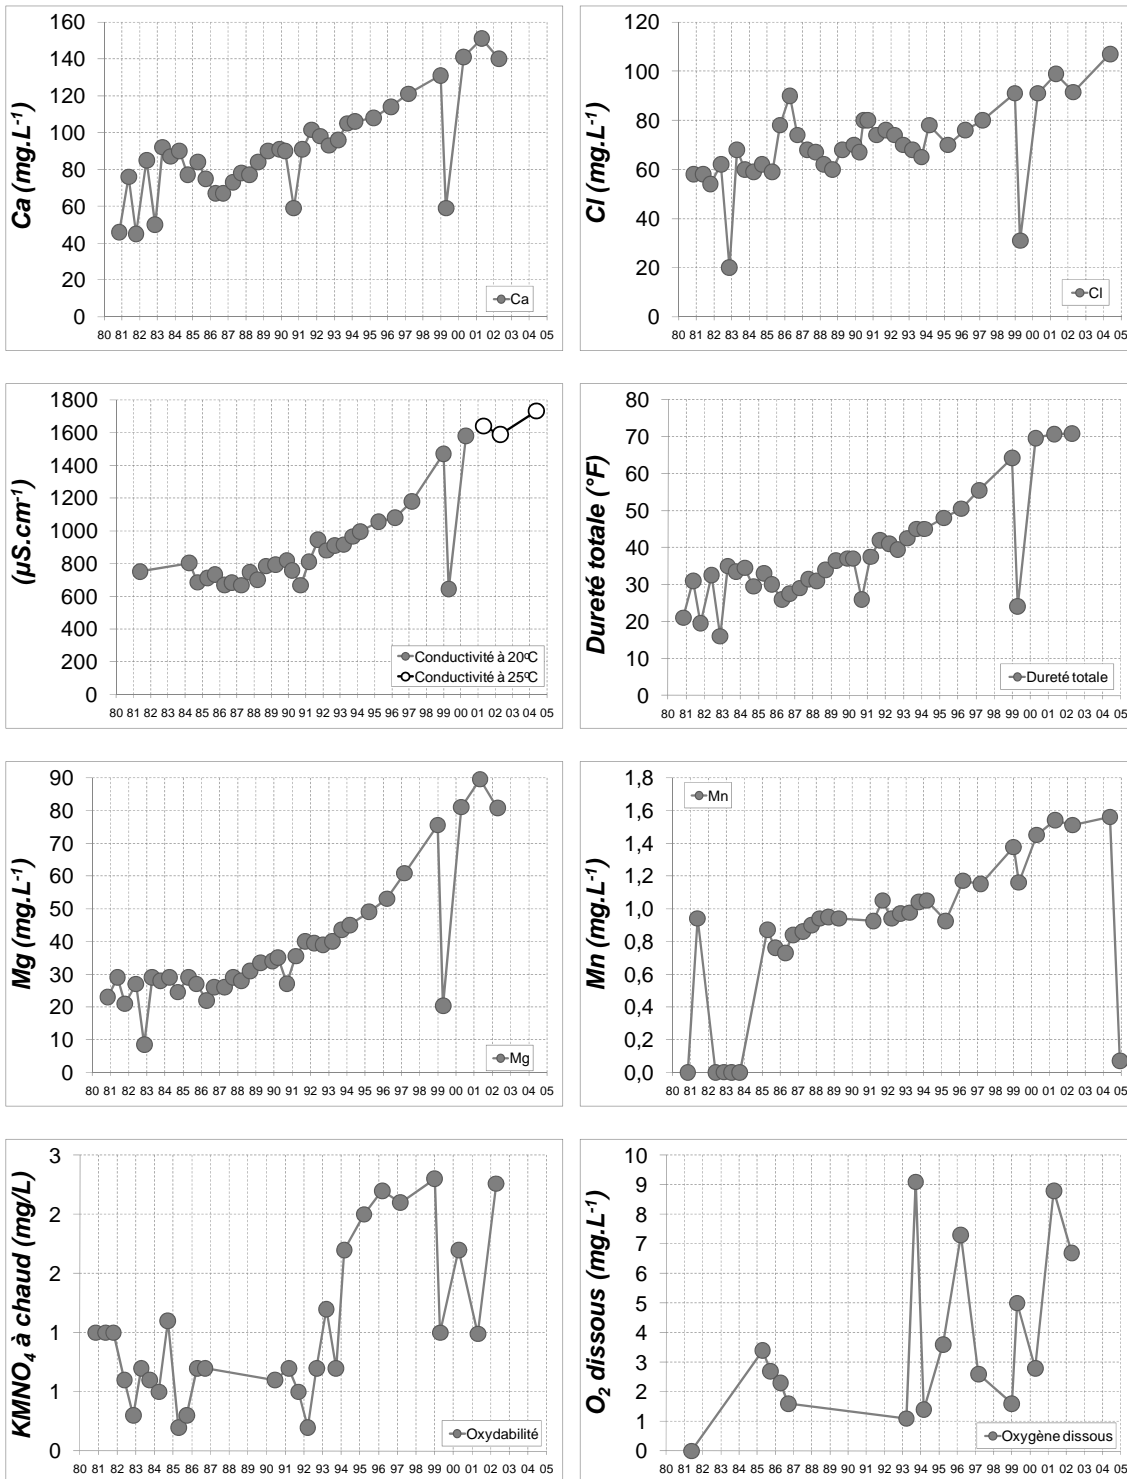 160
140
120
100
80
60
40
20
0
Ca (mg.L-1)
Ca
80 81 82 83 84 85 86 87 88 89 90 91 92 93 94 95 96 97 98 99 00 01 02 03 04 05
120
100
80
60
40
20
0
Cl (mg.L-1)
Cl
80 81 82 83 84 85 86 87 88 89 90 91 92 93 94 95 96 97 98 99 00 01 02 03 04 05
1800
1600
1400
1200
1000
800
600
400
200
0
(µS.cm-1)
Conductivité à 20ºC
Conductivité à 25ºC
80 81 82 83 84 85 86 87 88 89 90 91 92 93 94 95 96 97 98 99 00 01 02 03 04 05
80
70
60
50
40
30
20
10
0
Dureté totale (°F)
Dureté totale
80 81 82 83 84 85 86 87 88 89 90 91 92 93 94 95 96 97 98 99 00 01 02 03 04 05
90
80
70
60
50
40
30
20
10
0
Mg (mg.L-1)
Mg
80 81 82 83 84 85 86 87 88 89 90 91 92 93 94 95 96 97 98 99 00 01 02 03 04 05
1,8
1,6
1,4
1,2
1,0
0,8
0,6
0,4
0,2
0,0
Mn (mg.L-1)
Mn
80 81 82 83 84 85 86 87 88 89 90 91 92 93 94 95 96 97 98 99 00 01 02 03 04 05
3
2
2
1
1
0
KMNO4 à chaud (mg/L)
Oxydabilité
80 81 82 83 84 85 86 87 88 89 90 91 92 93 94 95 96 97 98 99 00 01 02 03 04 05
10
9
8
7
6
5
4
3
2
1
0
O2 dissous (mg.L-1)
Oxygène dissous
80 81 82 83 84 85 86 87 88 89 90 91 92 93 94 95 96 97 98 99 00 01 02 03 04 05